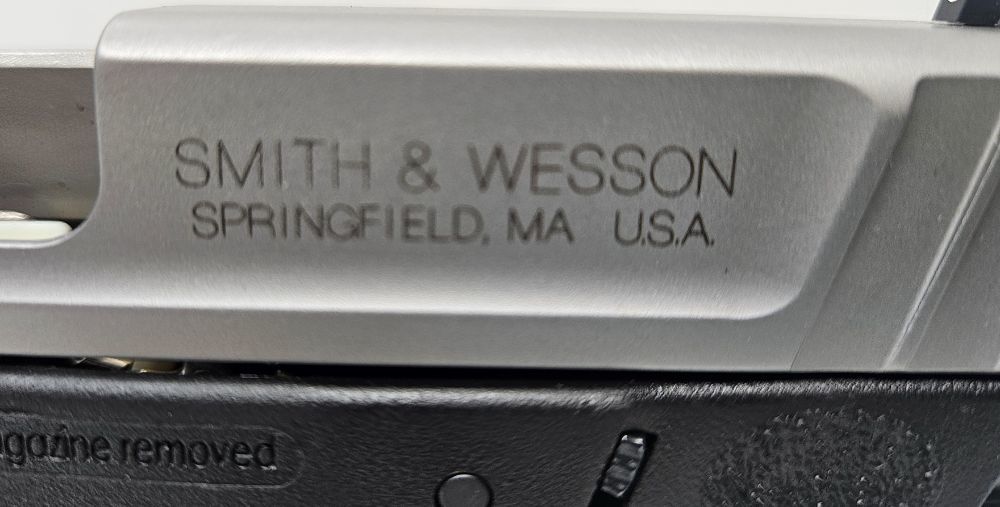 SMITH & WESSON
SPRINGFIELD, MA U.S.A.
removed